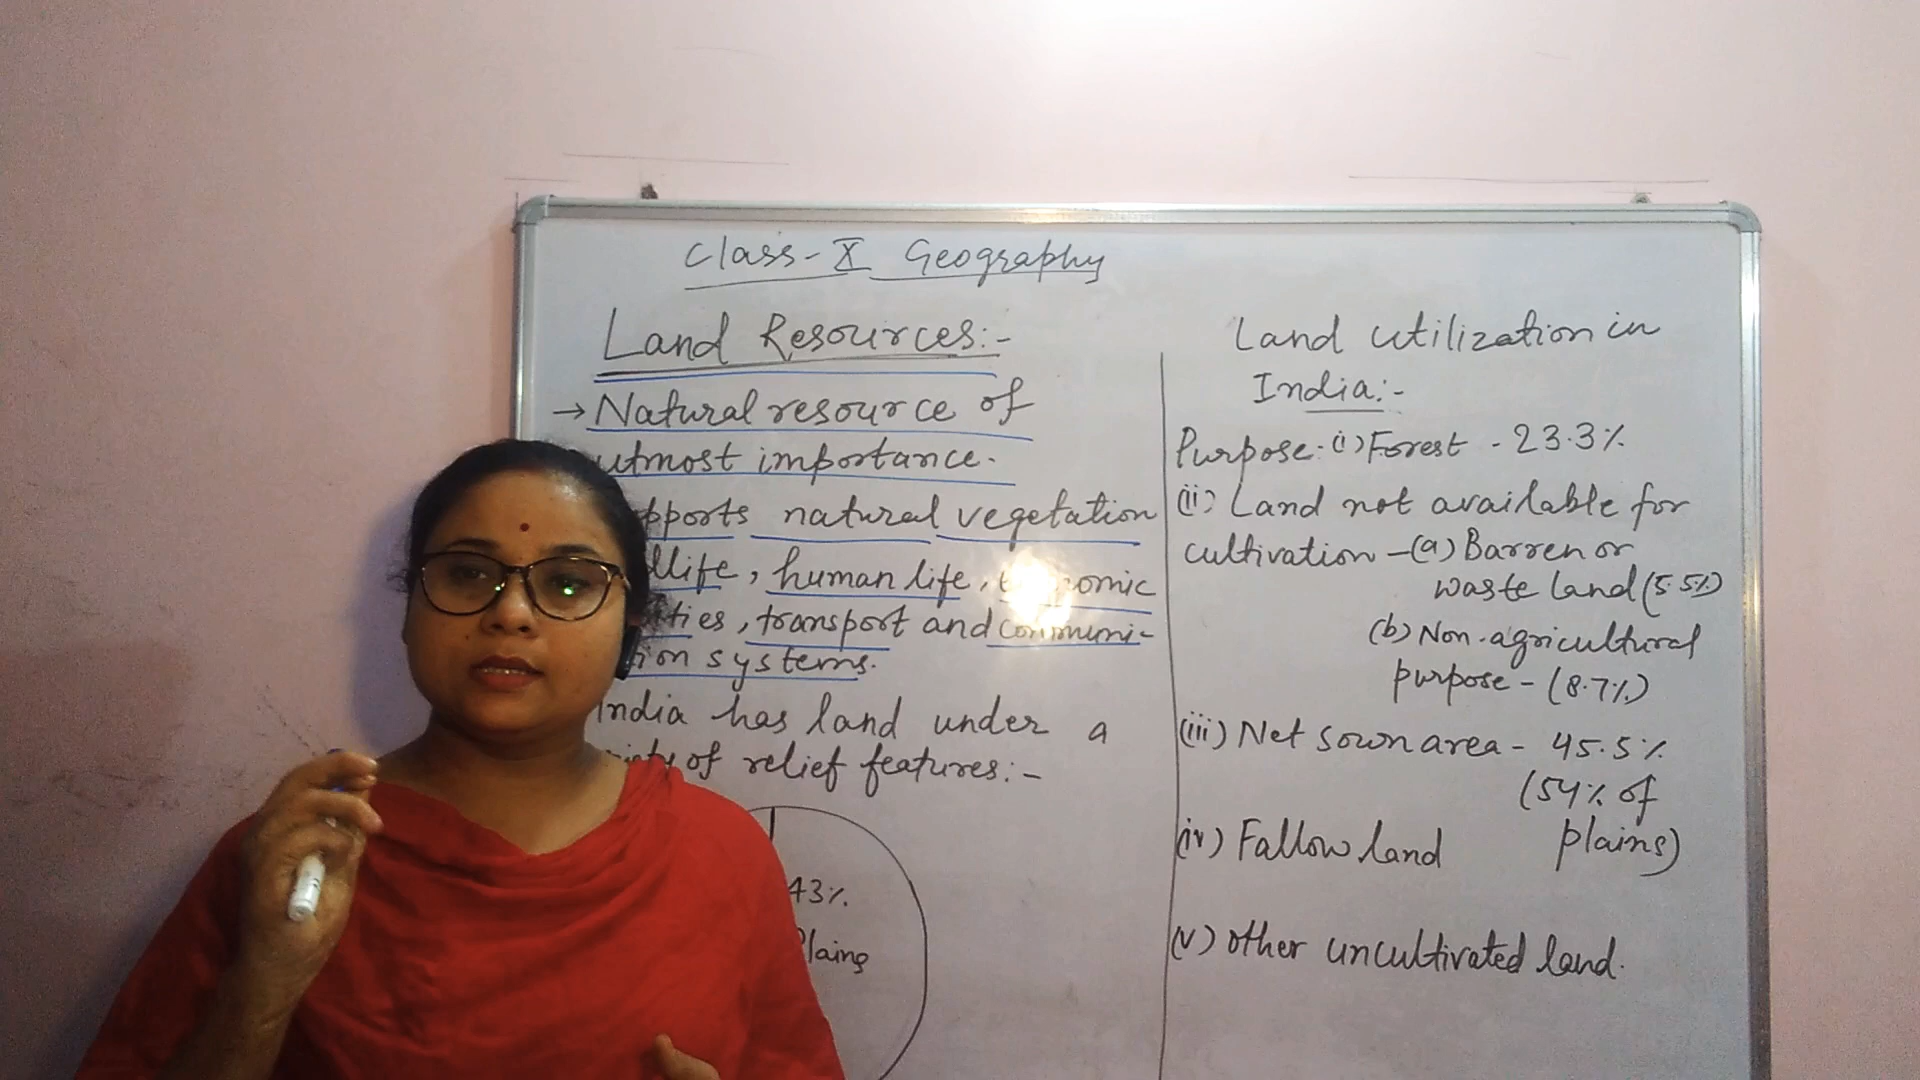 Class-X Geography
Land Resources:-
→ Natural resource of
utmost importance.
natural vegetation
human life,
transport and communi-
systems.
India has land under a
of relief features:-
43%.
Plains
Land utilization in
India:-
Purpose:- (i) Forest - 23.3%
(ii) Land not available for
cultivation - (a) Barren or
waste land (5.5%)
(b) Non-agricultural
purpose - (8.7%)
(iii) Net sown area - 45.5%
(54% of
plains)
(iv) Fallow land
(v) other uncultivated land.